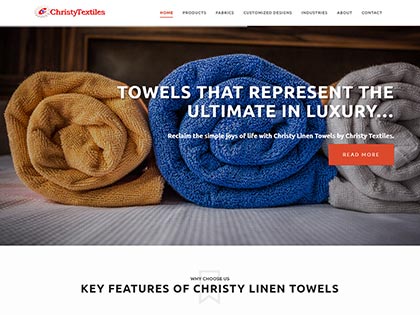 ChristyTextiles
HOME PRODUCTS FABRICS CUSTOMIZED DESIGNS INDUSTRIES ABOUT CONTACT
TOWELS THAT REPRESENT THE
ULTIMATE IN LUXURY...
Reclaim the simple joys of life with Christy Linen Towels by Christy Textiles.
READ MORE
WHY CHOOSE US
KEY FEATURES OF CHRISTY LINEN TOWELS